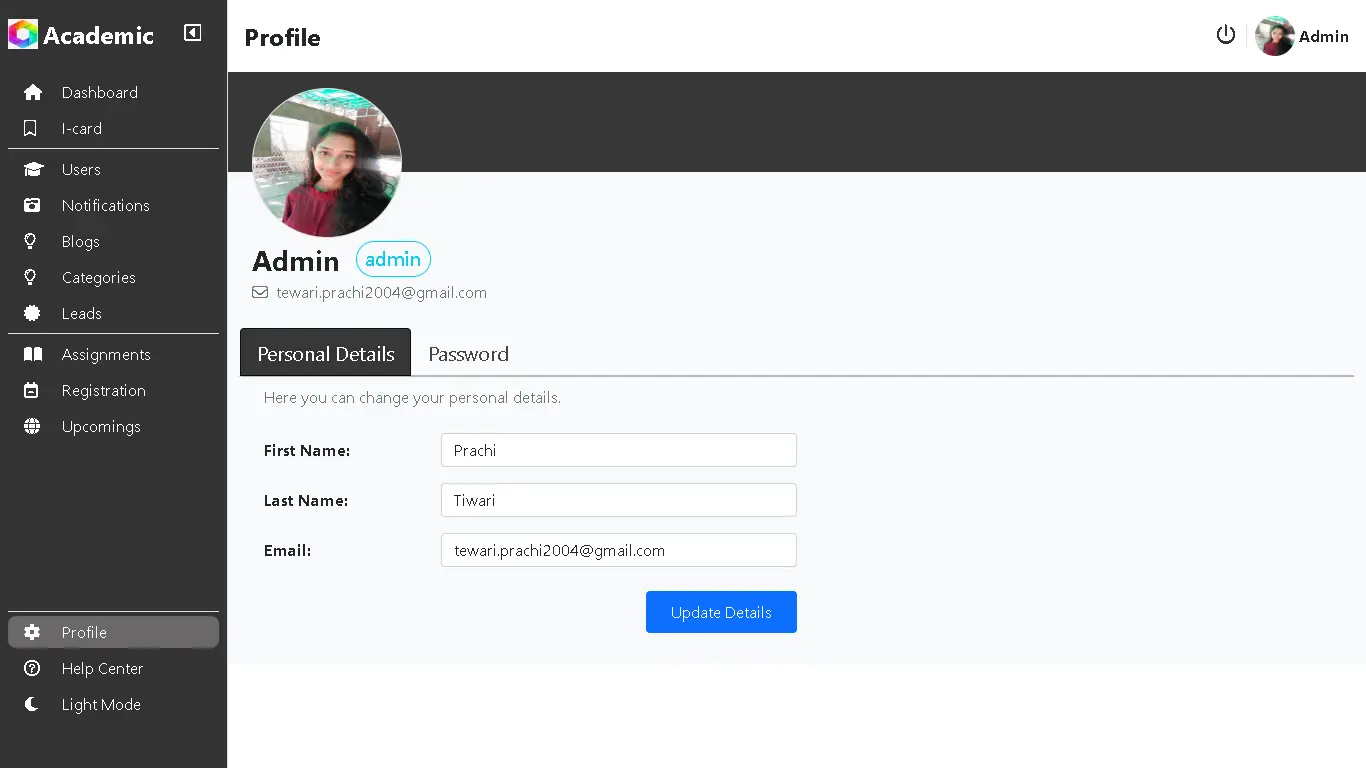 Academic
Profile
Admin
Dashboard
I-card
Users
Notifications
Blogs
Categories
Leads
Assignments
Registration
Upcomings
Profile
Help Center
Light Mode
Admin admin
tewari.prachi2004@gmail.com
Personal Details Password
Here you can change your personal details.
First Name: Prachi
Last Name: Tiwari
Email: tewari.prachi2004@gmail.com
Update Details